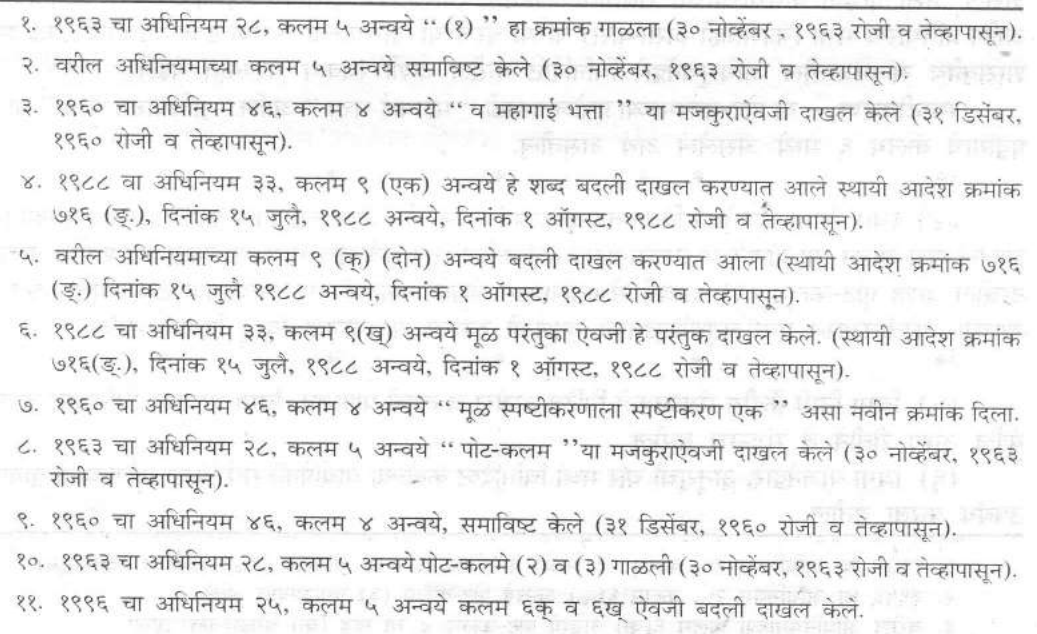 १. १९६३ अधिनियम २८, कलम ५ अन्वये “ (१) ” हा क्रमांक गाळला (३० नोव्हेंबर, १९६३ रोजी व तेव्हापासून).
२. वरील अधिनियमाच्या कलम ५ अन्वये समाविष्ट केले (३० नोव्हेंबर, १९६३ रोजी व तेव्हापासून).
३. १९६० चा अधिनियम ४६, कलम ४ अन्वये “ व महागाई भत्ता ” या मजकुराऐवजी दाखल केले (३१ डिसेंबर,
१९६० रोजी व तेव्हापासून).
४. १९८८ वा अधिनियम ३३, कलम ९ (एक) अन्वये हे शब्द बदली दाखल करण्यात आले स्थायी आदेश क्रमांक
७१६ (ङ्.), दिनांक १५ जुलै, १९८८ अन्वये, दिनांक १ ऑगस्ट, १९८८ रोजी व तेव्हापासून).
५. वरील अधिनियमाच्या कलम ९ (क्) (दोन) अन्वये बदली दाखल करण्यात आला (स्थायी आदेश क्रमांक ७१६
(ङ्.) दिनांक १५ जुलै १९८८ अन्वये, दिनांक १ ऑगस्ट, १९८८ रोजी व तेव्हापासून).
६. १९८८ चा अधिनियम ३३, कलम ९(ख्) अन्वये मूळ परंतुका ऐवजी हे परंतुक दाखल केले. (स्थायी आदेश क्रमांक
७१६(ङ्.), दिनांक १५ जुलै, १९८८ अन्वये, दिनांक १ ऑगस्ट, १९८८ रोजी व तेव्हापासून).
७. १९६० चा अधिनियम ४६, कलम ४ अन्वये “ मूळ स्पष्टीकरणाला स्पष्टीकरण एक ” असा नवीन क्रमांक दिला.
८. १९६३ चा अधिनियम २८, कलम ५ अन्वये “ पोट-कलम ”या मजकुराऐवजी दाखल केले (३० नोव्हेंबर, १९६३
रोजी व तेव्हापासून).
९. १९६० चा अधिनियम ४६, कलम ४ अन्वये, समाविष्ट केले (३१ डिसेंबर, १९६० रोजी व तेव्हापासून).
१०. १९६३ चा अधिनियम २८, कलम ५ अन्वये पोट-कलमे (२) व (३) गाळली (३० नोव्हेंबर, १९६३ रोजी व तेव्हापासून).
११. १९९६ चा अधिनियम २५, कलम ५ अन्वये कलम ६क व ६ख ऐवजी बदली दाखल केले.